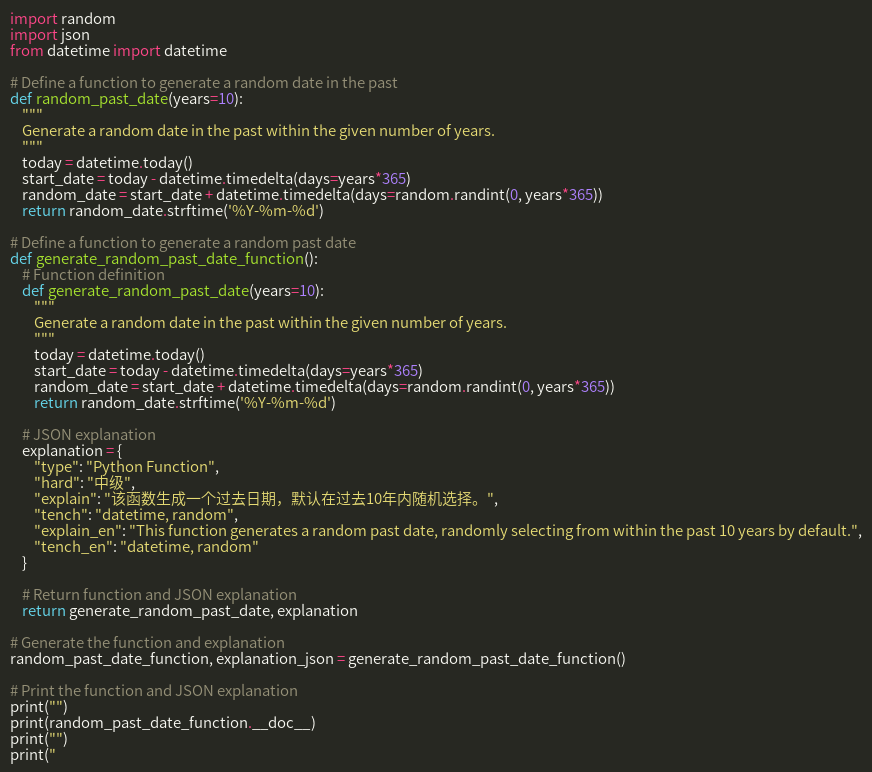 import random
import json
from datetime import datetime

# Define a function to generate a random date in the past
def random_past_date(years=10):
    """
    Generate a random date in the past within the given number of years.
    """
    today = datetime.today()
    start_date = today - datetime.timedelta(days=years*365)
    random_date = start_date + datetime.timedelta(days=random.randint(0, years*365))
    return random_date.strftime('%Y-%m-%d')

# Define a function to generate a random past date
def generate_random_past_date_function():
    # Function definition
    def generate_random_past_date(years=10):
        """
        Generate a random date in the past within the given number of years.
        """
        today = datetime.today()
        start_date = today - datetime.timedelta(days=years*365)
        random_date = start_date + datetime.timedelta(days=random.randint(0, years*365))
        return random_date.strftime('%Y-%m-%d')

    # JSON explanation
    explanation = {
        "type": "Python Function",
        "hard": "中级",
        "explain": "该函数生成一个过去日期，默认在过去10年内随机选择。",
        "tench": "datetime, random",
        "explain_en": "This function generates a random past date, randomly selecting from within the past 10 years by default.",
        "tench_en": "datetime, random"
    }

    # Return function and JSON explanation
    return generate_random_past_date, explanation

# Generate the function and explanation
random_past_date_function, explanation_json = generate_random_past_date_function()

# Print the function and JSON explanation
print("")
print(random_past_date_function.__doc__)
print("")
print("